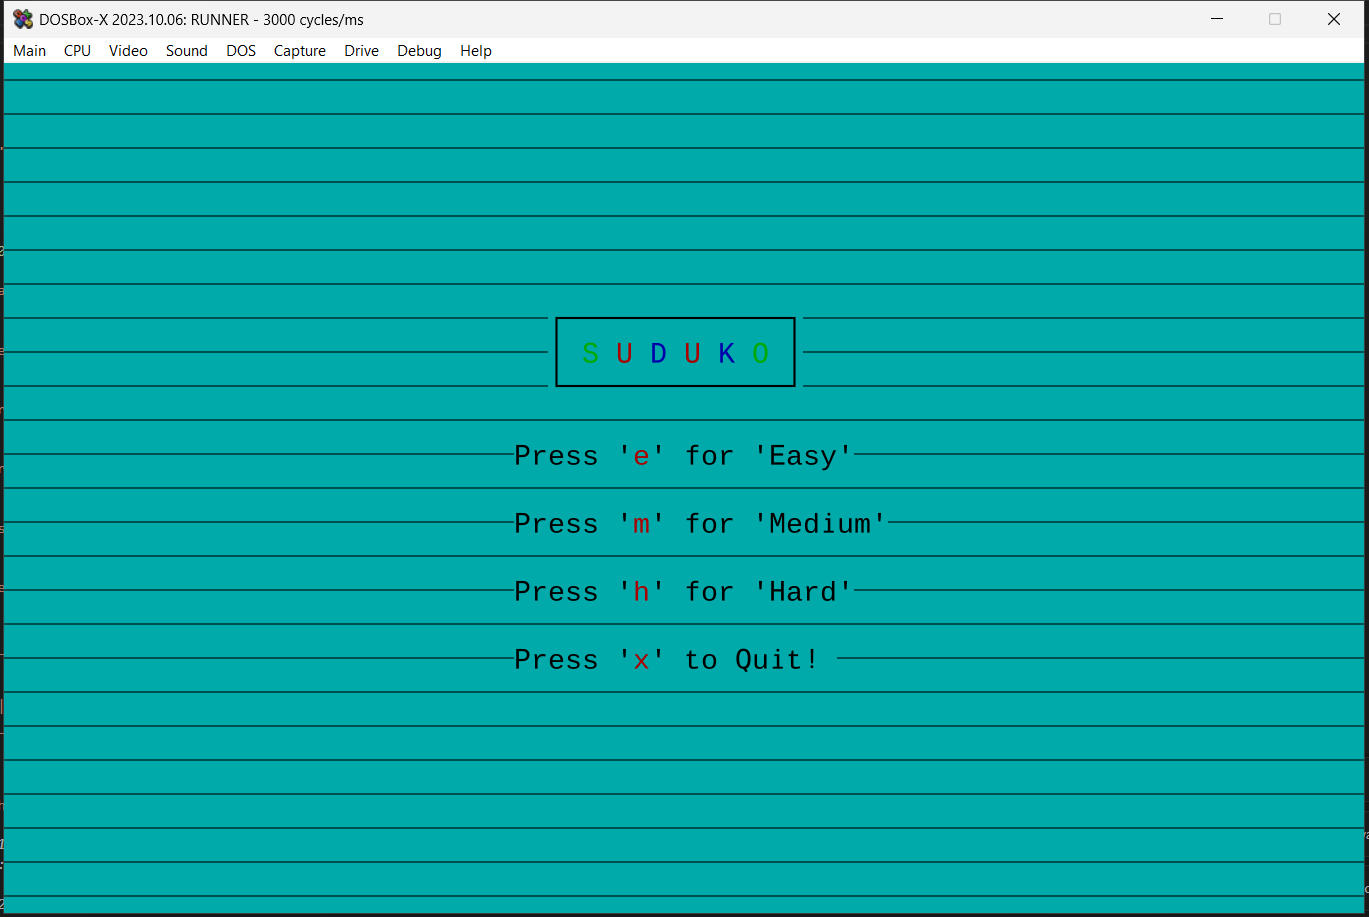 DOSBox-X 2023.10.06: RUNNER - 3000 cycles/ms
Main CPU Video Sound DOS Capture Drive Debug Help
S U D U K O
Press 'e' for 'Easy'
Press 'm' for 'Medium'
Press 'h' for 'Hard'
Press 'x' to Quit!